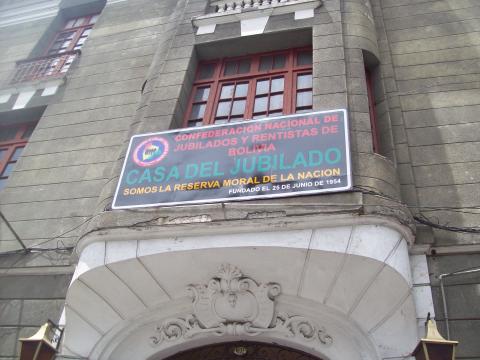 CONFEDERACIÓN NACIONAL DE
JUBILADOS Y RENTISTAS DE
BOLIVIA
CASA DEL JUBILADO
SOMOS LA RESERVA MORAL DE LA NACION
FUNDADO EL 25 DE JUNIO DE 1954